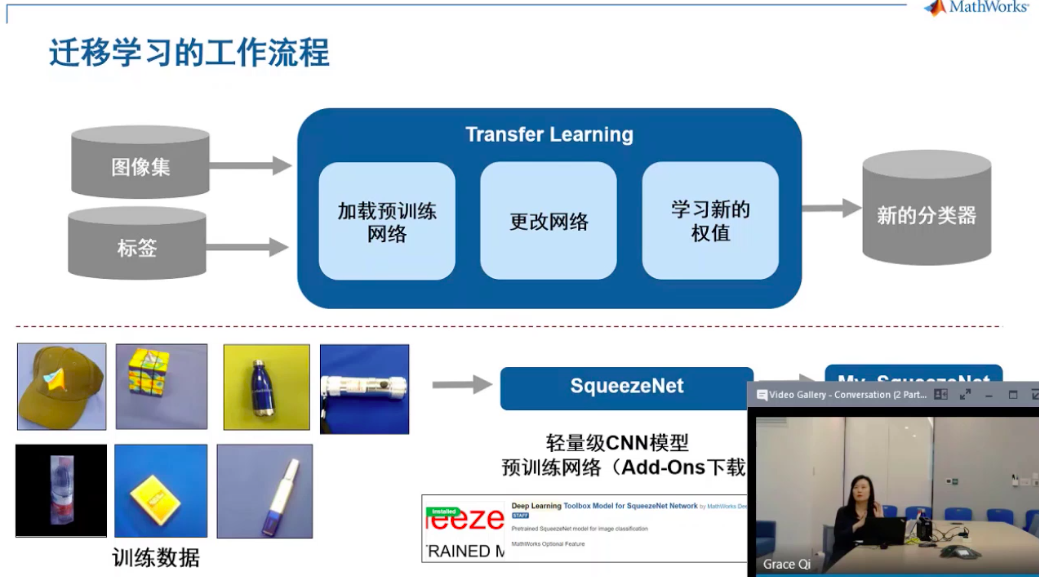 MathWorks®
迁移学习的工作流程
Transfer Learning
图像集
标签
加载预训练
网络
更改网络
学习新的
权值
新的分类器
SqueezeNet
My SqueezeNet
轻量级CNN模型
预训练网络（Add-Ons下载
训练数据
Installed
eeze
TRAINED M
Deep Learning Toolbox Model for SqueezeNet Network by MathWorks Dee
STAFF
Pretrained SqueezeNet model for image classification
MathWorks Optional Feature
Video Gallery - Conversation (2 Part...
Grace Qi